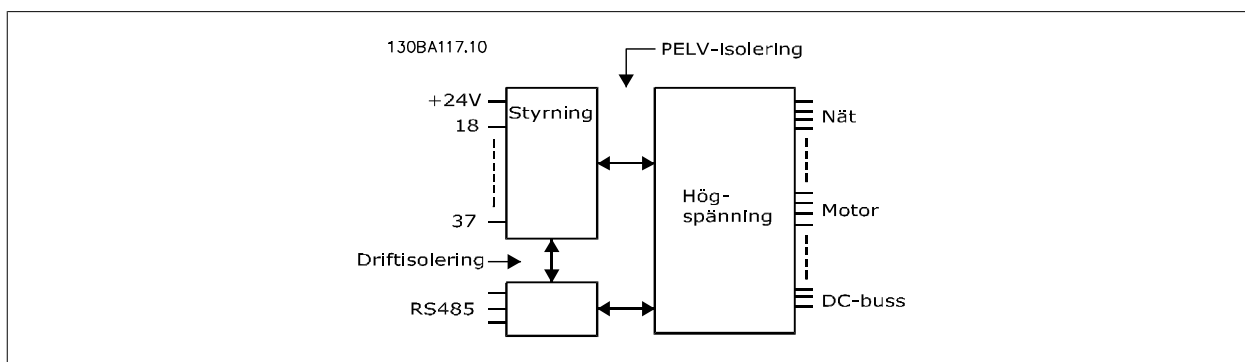 130BA117.10
PELV-isolering
+24V
Styrning
18
37
Nät
Hög-
spänning
Motor
Driftisolering
RS485
DC-buss